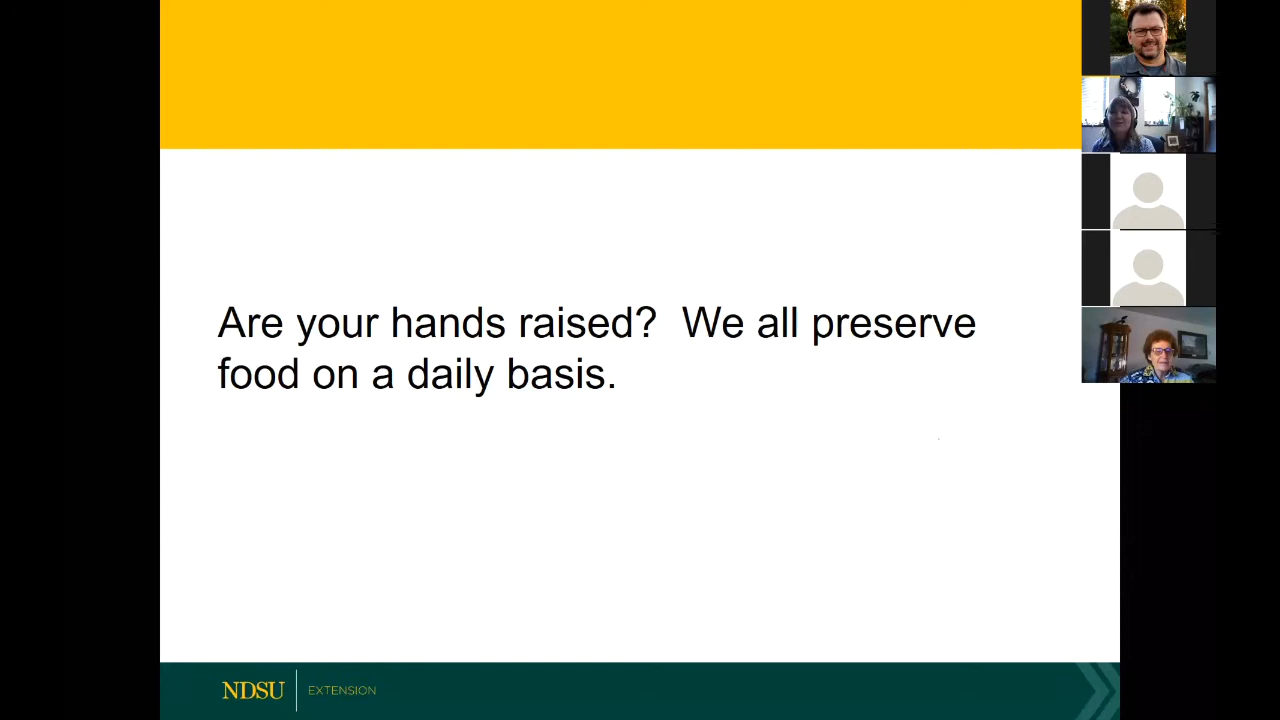 Are your hands raised?  We all preserve
food on a daily basis.
NDSU EXTENSION